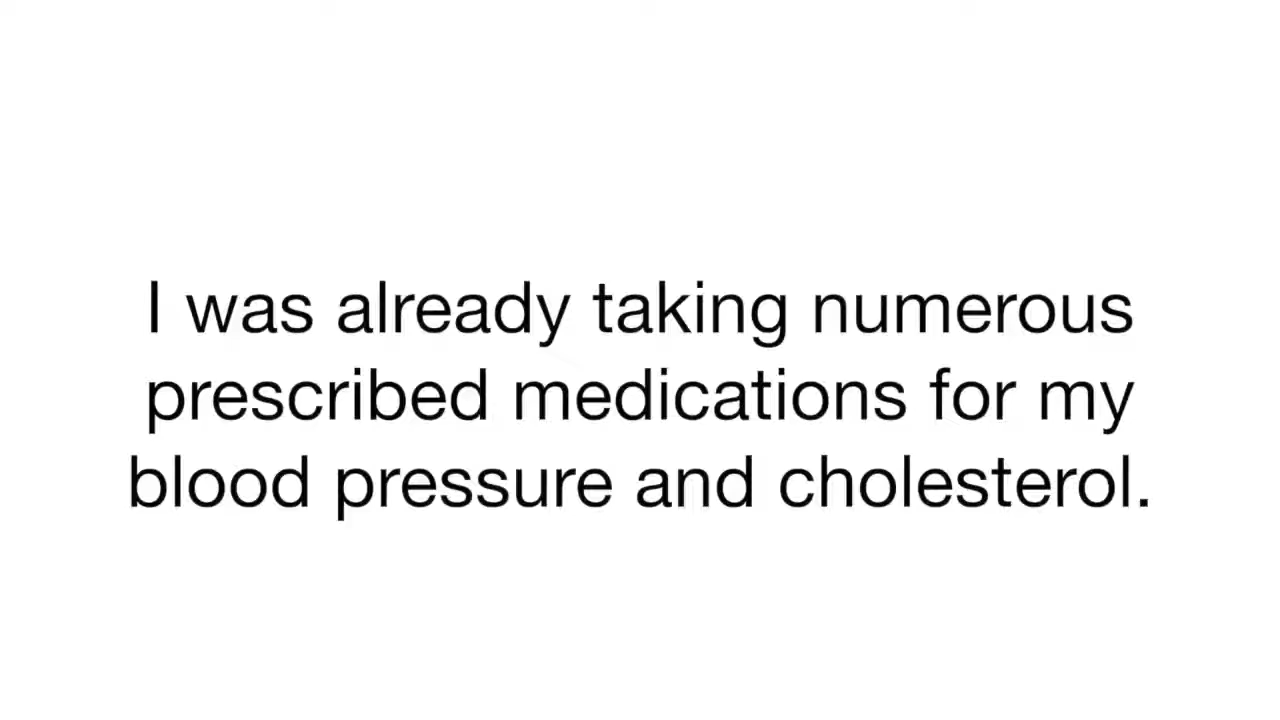 I was already taking numerous
prescribed medications for my
blood pressure and cholesterol.